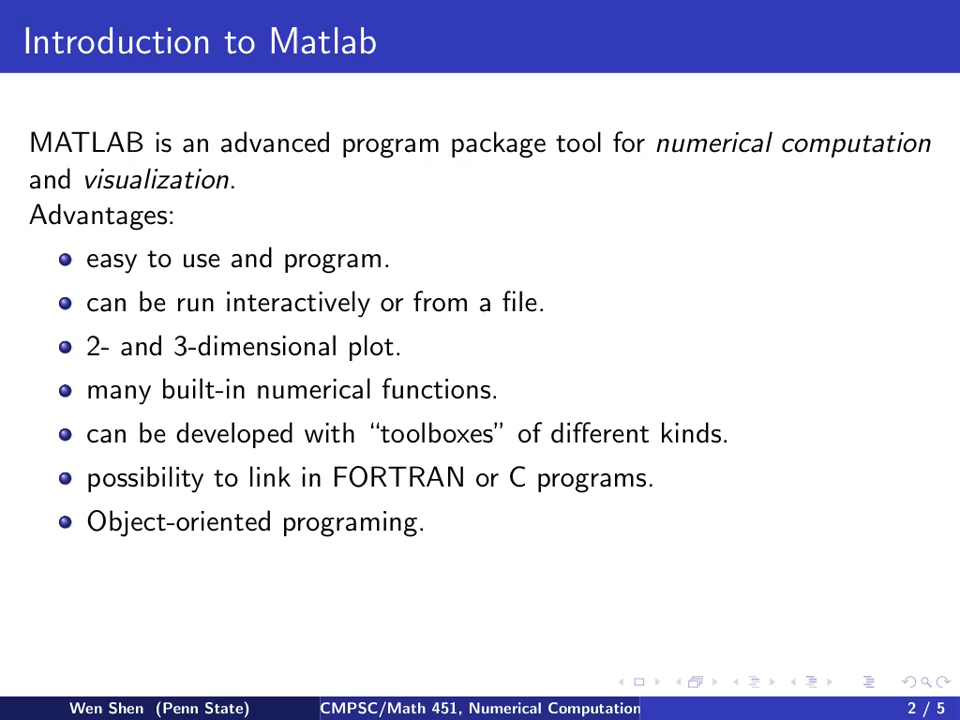 Introduction to Matlab
MATLAB is an advanced program package tool for numerical computation
and visualization.
Advantages:
easy to use and program.
can be run interactively or from a file.
2- and 3-dimensional plot.
many built-in numerical functions.
can be developed with “toolboxes” of different kinds.
possibility to link in FORTRAN or C programs.
Object-oriented programing.
Wen Shen (Penn State)
CMPSC/Math 451, Numerical Computation
2 / 5